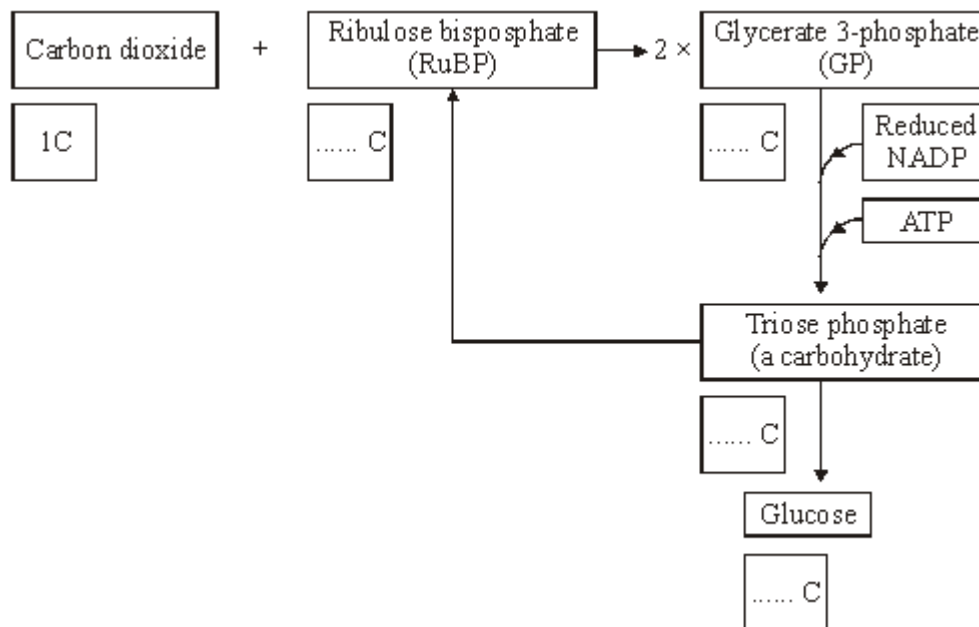 Carbon dioxide
+
Ribulose bisposphate
(RuBP)
2 ×
Glycerate 3-phosphate
(GP)
1C
...... C
...... C
Reduced
NADP
ATP
Triose phosphate
(a carbohydrate)
...... C
Glucose
...... C